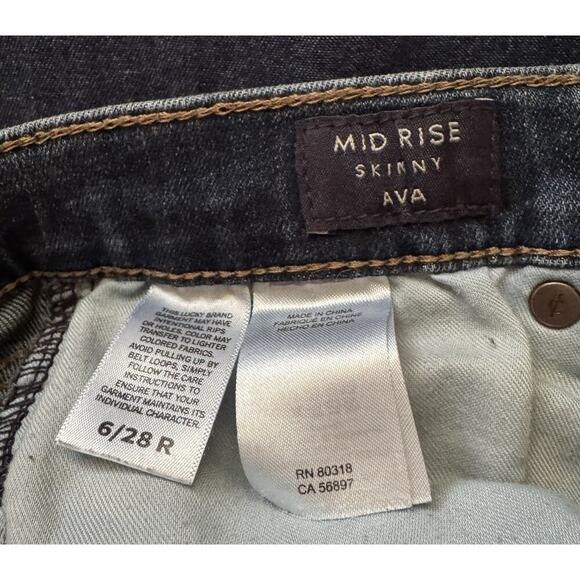 MID RISE
SKINNY
AVA
THIS LUCKY BRAND
GARMENT MAY HAVE
INTENTIONAL RIPS
OR HOLES. COLOR MAY
TRANSFER TO LIGHTER
COLORED FABRICS.
AVOID PULLING UP BY
BELT LOOPS, SIMPLY
FOLLOW THE CARE
INSTRUCTIONS TO
ENSURE THAT YOUR
GARMENT MAINTAINS ITS
INDIVIDUAL CHARACTER.
6/28 R
MADE IN CHINA
FABRIQUE EN CHINE
HECHO EN CHINA
RN 80318
CA 56897